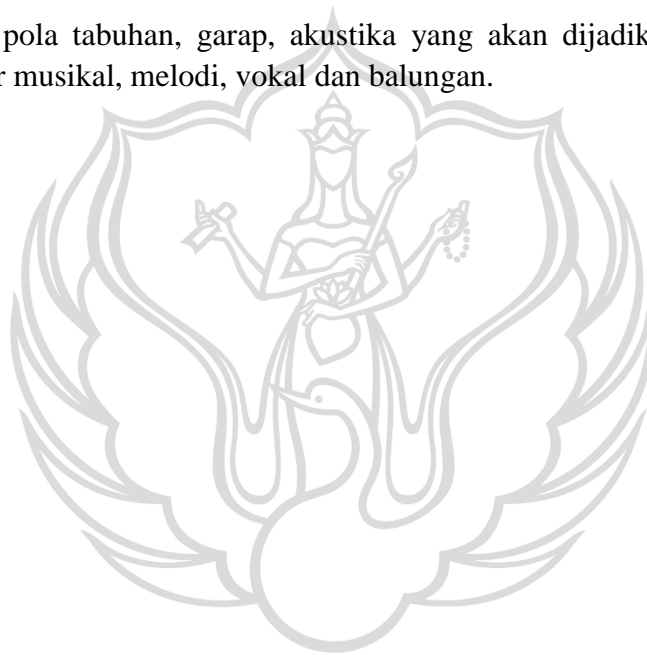 pola tabuhan, garap, akustika yang akan dijadik
r musikal, melodi, vokal dan balungan.